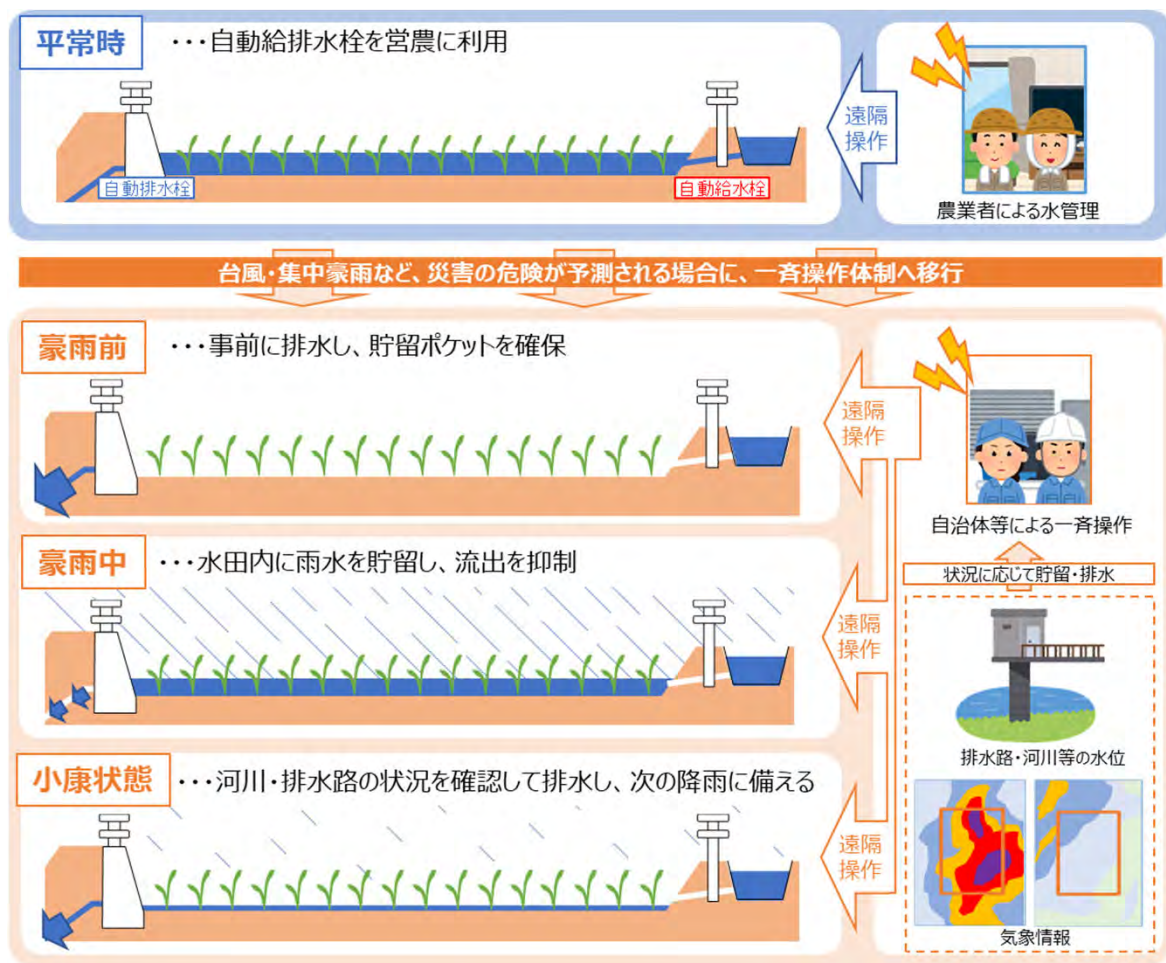 平常時
・・・自動給排水栓を営農に利用
自動排水栓
自動給水栓
遠隔
操作
農業者による水管理
台風・集中豪雨など、災害の危険が予測される場合に、一斉操作体制へ移行
豪雨前
・・・事前に排水し、貯留ポケットを確保
遠隔
操作
自治体等による一斉操作
豪雨中
・・・水田内に雨水を貯留し、流出を抑制
遠隔
操作
状況に応じて貯留・排水
排水路・河川等の水位
小康状態
・・・河川・排水路の状況を確認して排水し、次の降雨に備える
遠隔
操作
気象情報